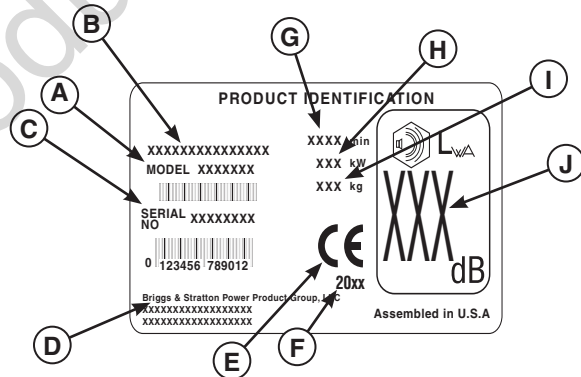 B
G
H
A
I
C
PRODUCT IDENTIFICATION
XXXXXXXXXXXXXXX
MODEL XXXXXXX
XXXX min
XXX kW
XXX kg
LWA
J
SERIAL
NO XXXXXXXX
XXX
0 123456 789012
CE
20xx
dB
Briggs & Stratton Power Product Group, LLC
XXXXXXXXXXXXXXXXXX
XXXXXXXXXXXXXXXXXX
Assembled in U.S.A
D
E
F